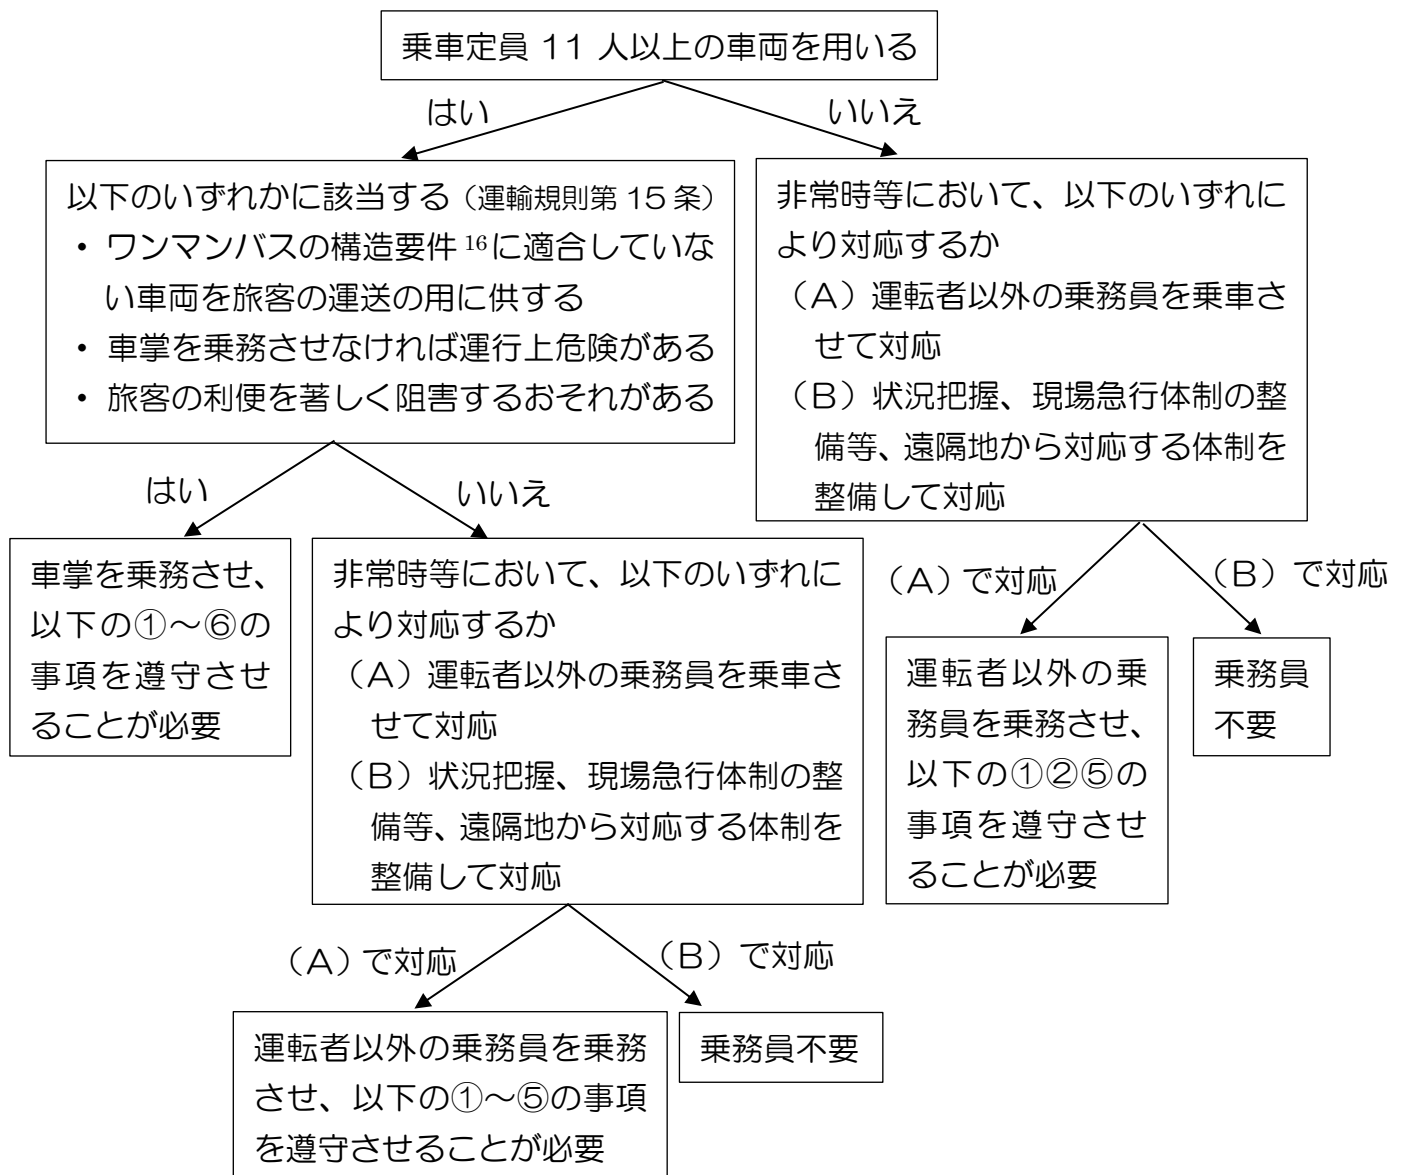 乗車定員 11 人以上の車両を用いる
はい
いいえ
以下のいずれかに該当する（運輸規則第 15 条）
・ ワンマンバスの構造要件 16 に適合していな
い車両を旅客の運送の用に供する
・ 車掌を乗務させなければ運行上危険がある
・ 旅客の利便を著しく阻害するおそれがある
非常時等において、以下のいずれに
より対応するか
（A）運転者以外の乗務員を乗車さ
せて対応
（B）状況把握、現場急行体制の整
備等、遠隔地から対応する体制を
整備して対応
はい
いいえ
車掌を乗務させ、
以下の①～⑥の
事項を遵守させ
ることが必要
非常時等において、以下のいずれに
より対応するか
（A）運転者以外の乗務員を乗車さ
せて対応
（B）状況把握、現場急行体制の整
備等、遠隔地から対応する体制を
整備して対応
（A）で対応
（B）で対応
運転者以外の乗
務員を乗務させ、
以下の①②⑤の
事項を遵守させ
ることが必要
乗務員
不要
（A）で対応
（B）で対応
運転者以外の乗務員を乗務
させ、以下の①～⑤の事項
を遵守させることが必要
乗務員不要